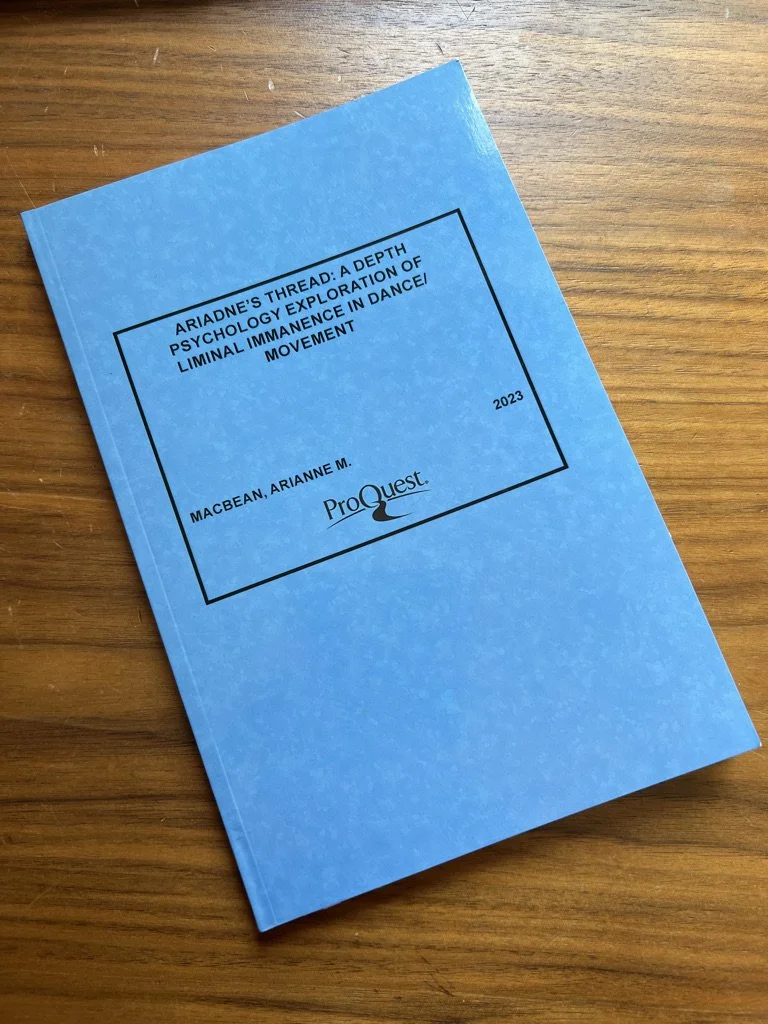 ARIADNE'S THREAD: A DEPTH
PSYCHOLOGY EXPLORATION OF
LIMINAL IMMANENCE IN DANCE/
MOVEMENT
2023
MACBEAN, ARIANNE M.
ProQuest®